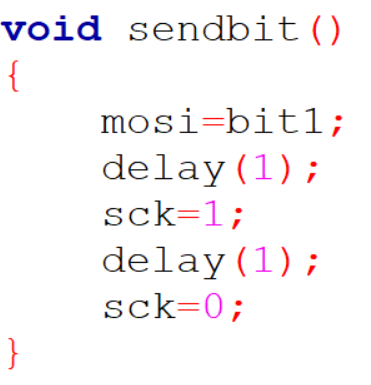 void sendbit()
{
    mosi=bit1;
    delay(1);
    sck=1;
    delay(1);
    sck=0;
}